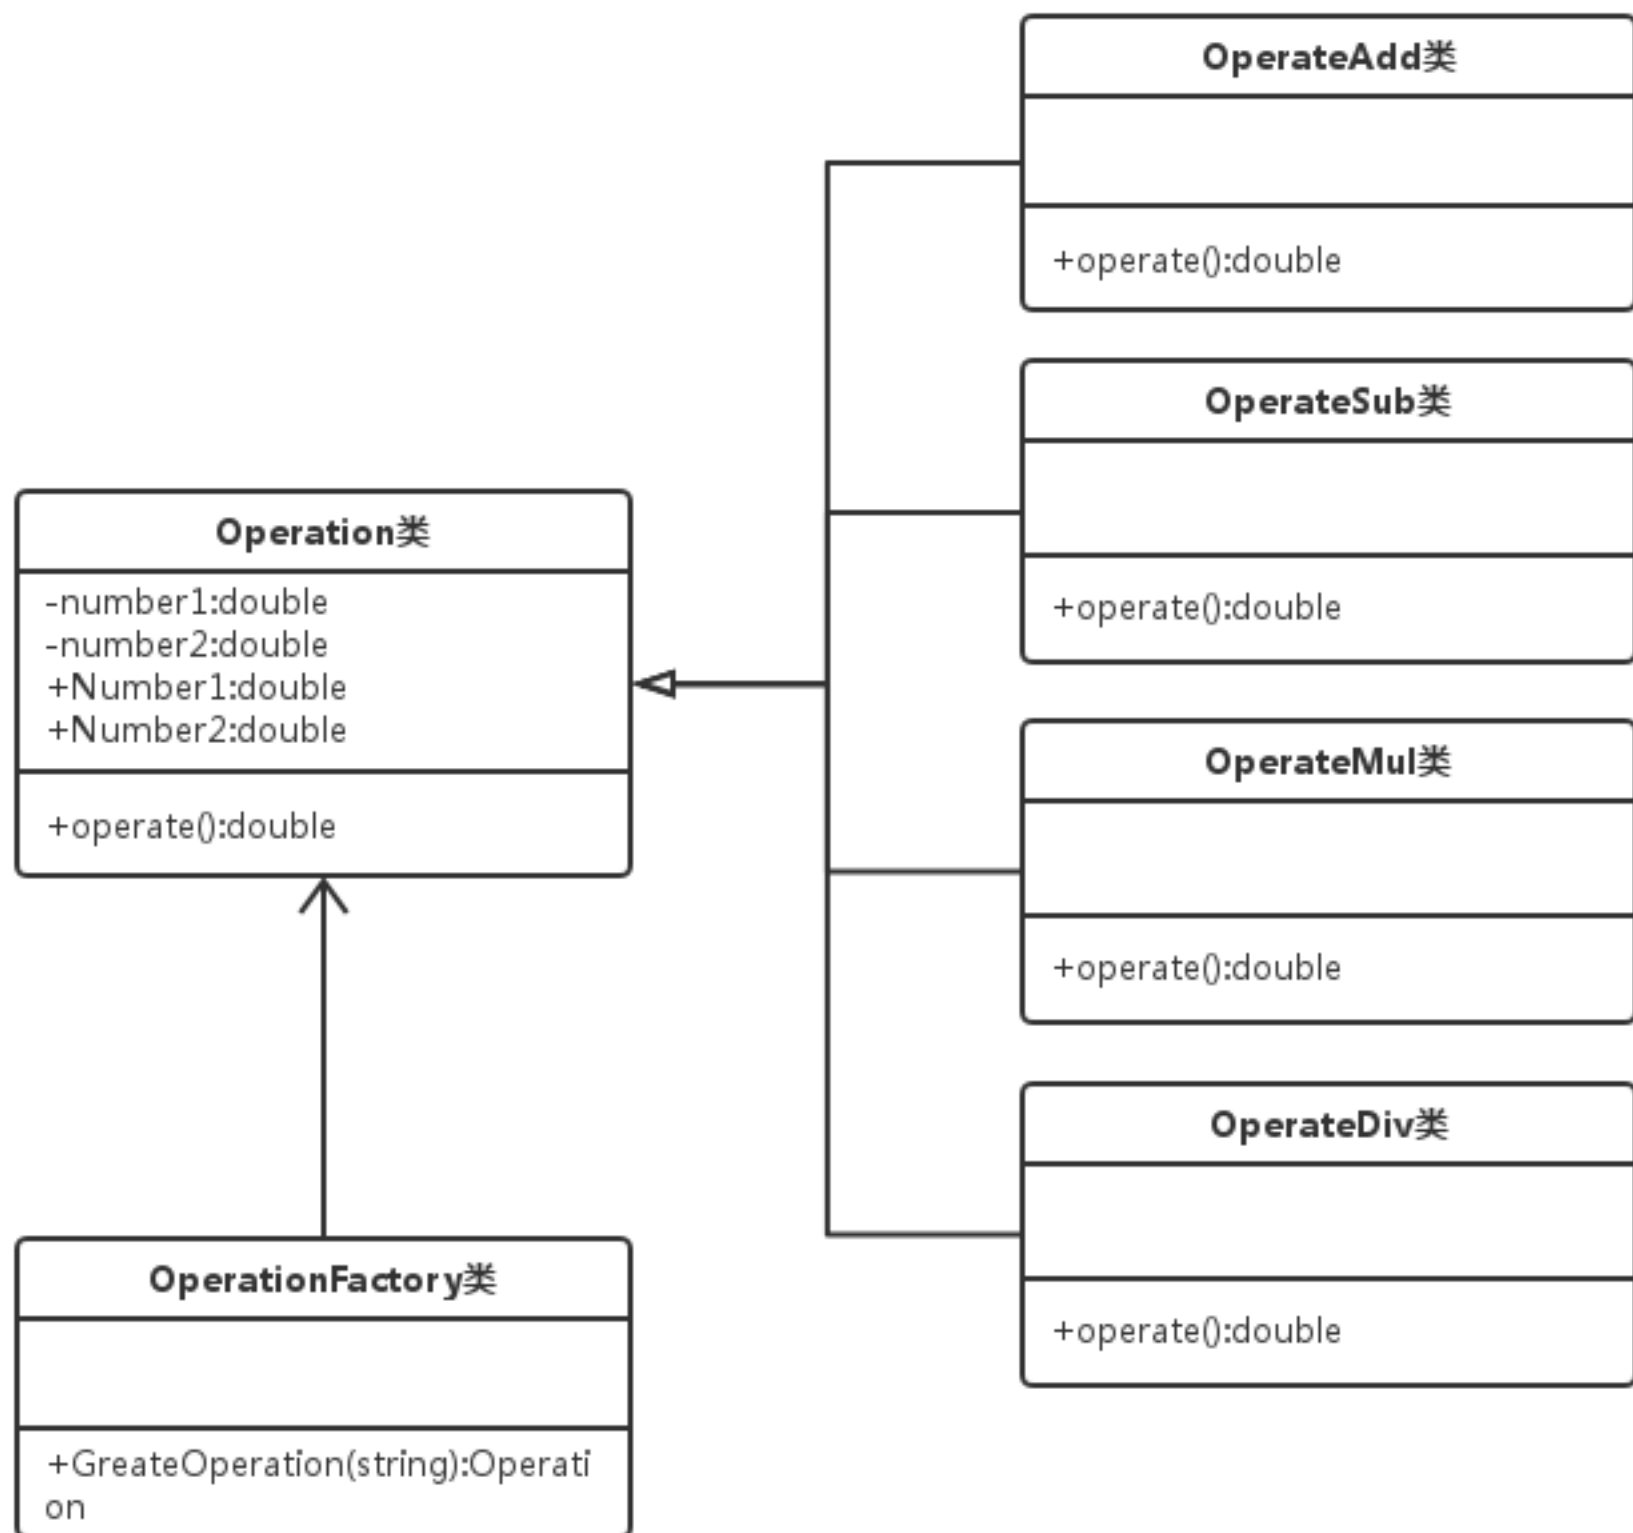 OperateAdd类
+operate():double
OperateSub类
+operate():double
Operation类
-number1:double
-number2:double
+Number1:double
+Number2:double
+operate():double
OperateMul类
+operate():double
OperateDiv类
+operate():double
OperationFactory类
+GreateOperation(string):Operati
on